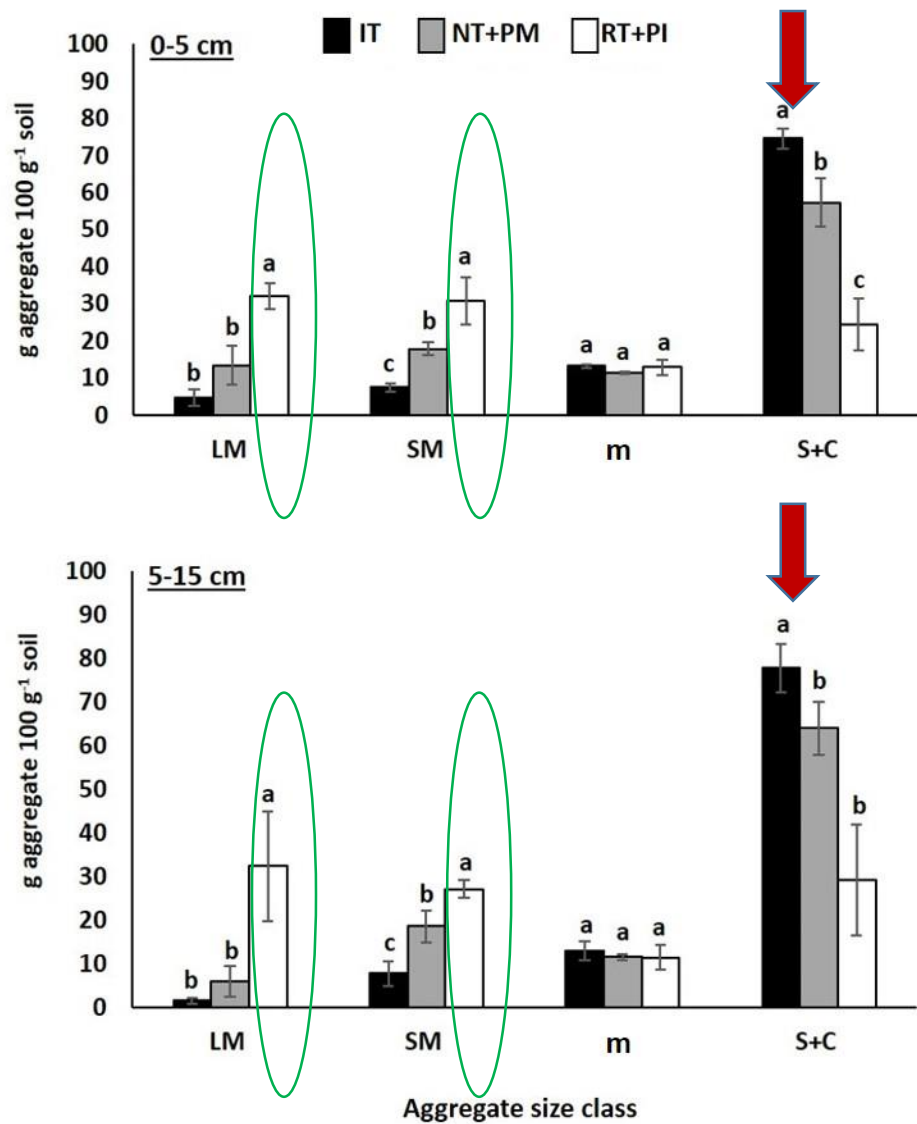 0-5 cm
IT NT+PM RT+PI
g aggregate 100 g⁻¹ soil
100
90
80
70
60
50
40
30
20
10
0
b b a
c b a
a a a
a b c
LM SM m S+C
5-15 cm
g aggregate 100 g⁻¹ soil
100
90
80
70
60
50
40
30
20
10
0
b b a
c b a
a a a
a b b
LM SM m S+C
Aggregate size class